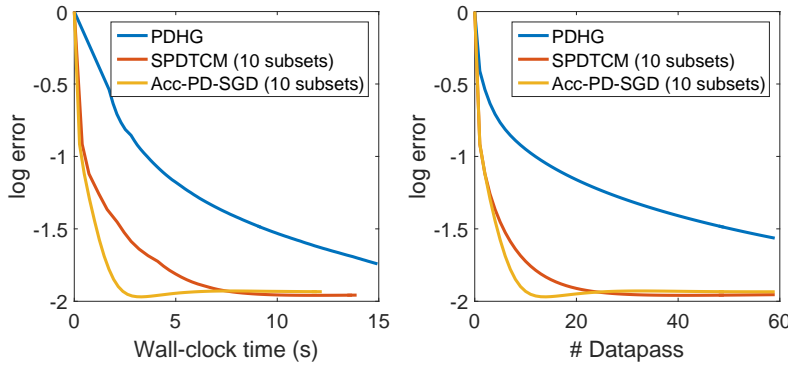 0
-0.5
-1
-1.5
-2
log error
0
5
10
15
Wall-clock time (s)
PDHG
SPDTCM (10 subsets)
Acc-PD-SGD (10 subsets)
0
-0.5
-1
-1.5
-2
log error
0
20
40
60
# Datapass
PDHG
SPDTCM (10 subsets)
Acc-PD-SGD (10 subsets)